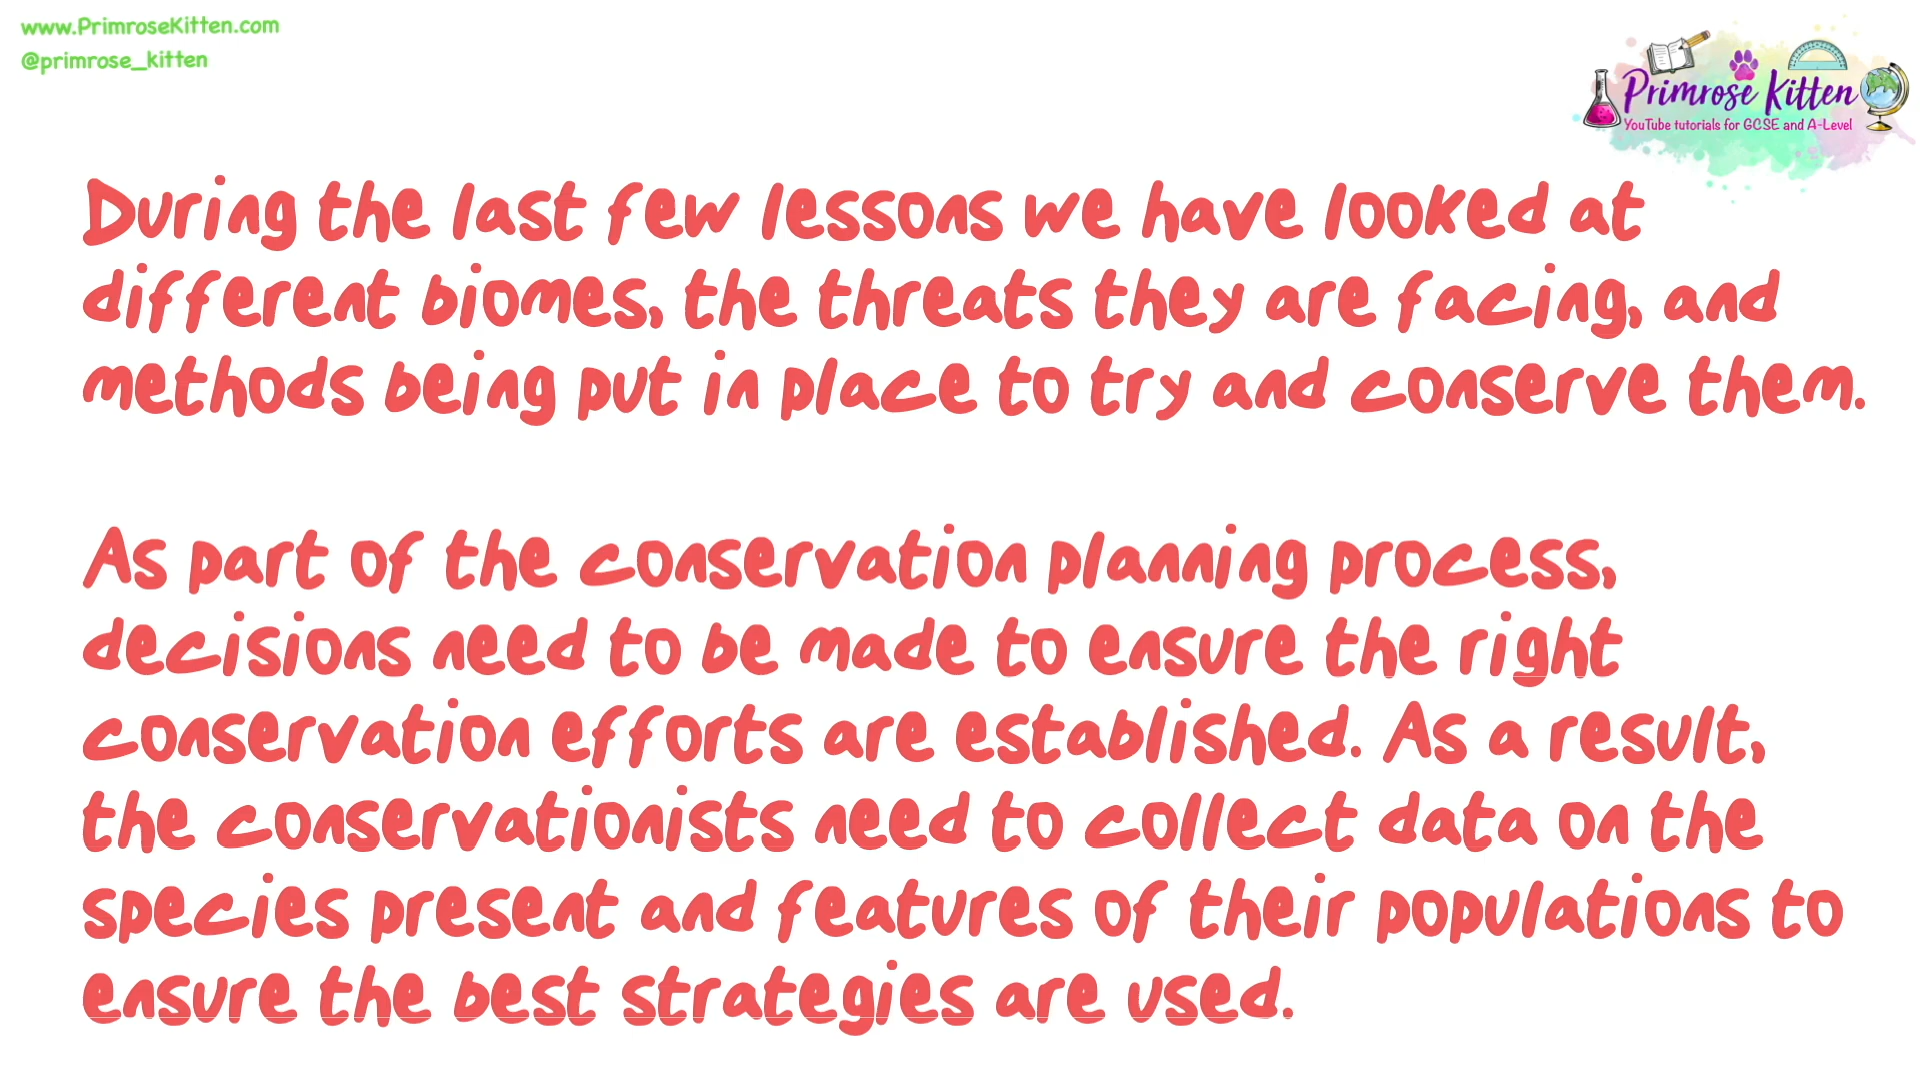 www.PrimroseKitten.com
@primrose_kitten
Primrose Kitten
YouTube tutorials for GCSE and A-Level
During the last few lessons we have looked at
different biomes, the threats they are facing, and
methods being put in place to try and conserve them.
As part of the conservation planning process,
decisions need to be made to ensure the right
conservation efforts are established. As a result,
the conservationists need to collect data on the
species present and features of their populations to
ensure the best strategies are used.